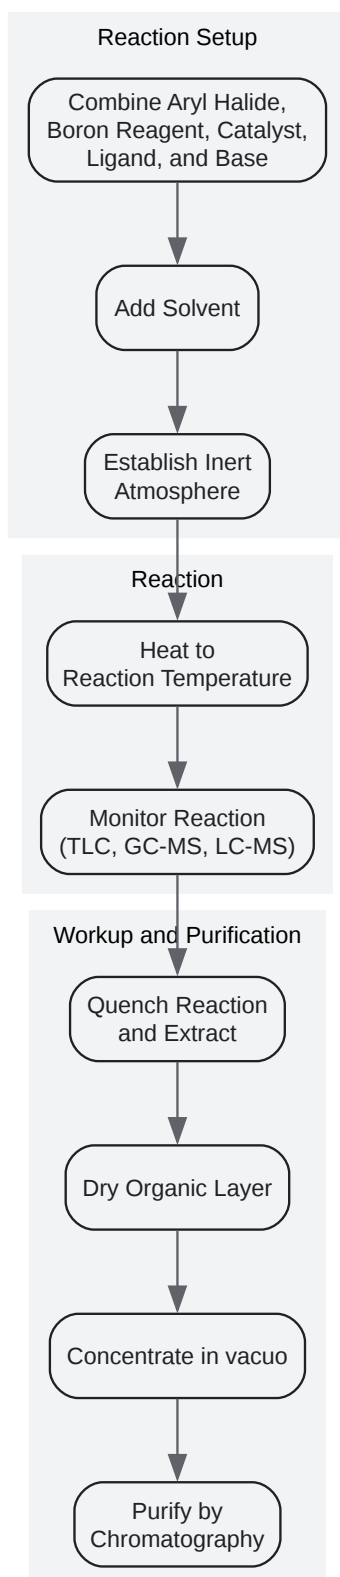 Reaction Setup
Combine Aryl Halide,
Boron Reagent, Catalyst,
Ligand, and Base
Add Solvent
Establish Inert
Atmosphere
Reaction
Heat to
Reaction Temperature
Monitor Reaction
(TLC, GC-MS, LC-MS)
Workup and Purification
Quench Reaction
and Extract
Dry Organic Layer
Concentrate in vacuo
Purify by
Chromatography